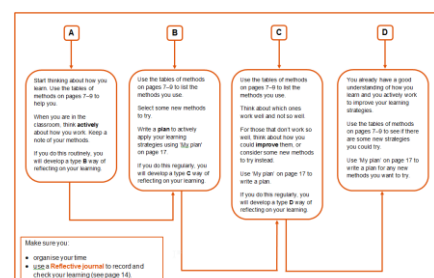 A
B
C
D
Start thinking about how you
learn. Use the tables of
methods on pages 7–9 to
help you.
When you are in the
classroom, think actively
about how you work. Keep a
note of your methods.
If you do this routinely, you
will develop a type B way of
reflecting on your learning.
Use the tables of methods
on pages 7–9 to list the
methods you use.
Select some new methods
to try.
Write a plan to actively
apply your learning
strategies using 'My plan'
on page 17.
If you do this regularly, you
will develop a type C way of
reflecting on your learning.
Use the tables of methods
on pages 7–9 to list the
methods you use.
Think about which ones
work well and not so well.
For those that don't work so
well, think about how you
could improve them, or
consider some new methods
to try instead.
Use 'My plan' on page 17 to
write a plan.
If you do this regularly, you
will develop a type D way of
reflecting on your learning.
You already have a good
understanding of how you
learn and you actively work
to improve your learning
strategies.
Use the tables of methods
on pages 7–9 to see if there
are some new strategies
you could try.
Use 'My plan' on page 17 to
write a plan for any new
methods you want to try.
Make sure you:
• organise your time
• use a Reflective journal to record and
check your learning (see page 14).